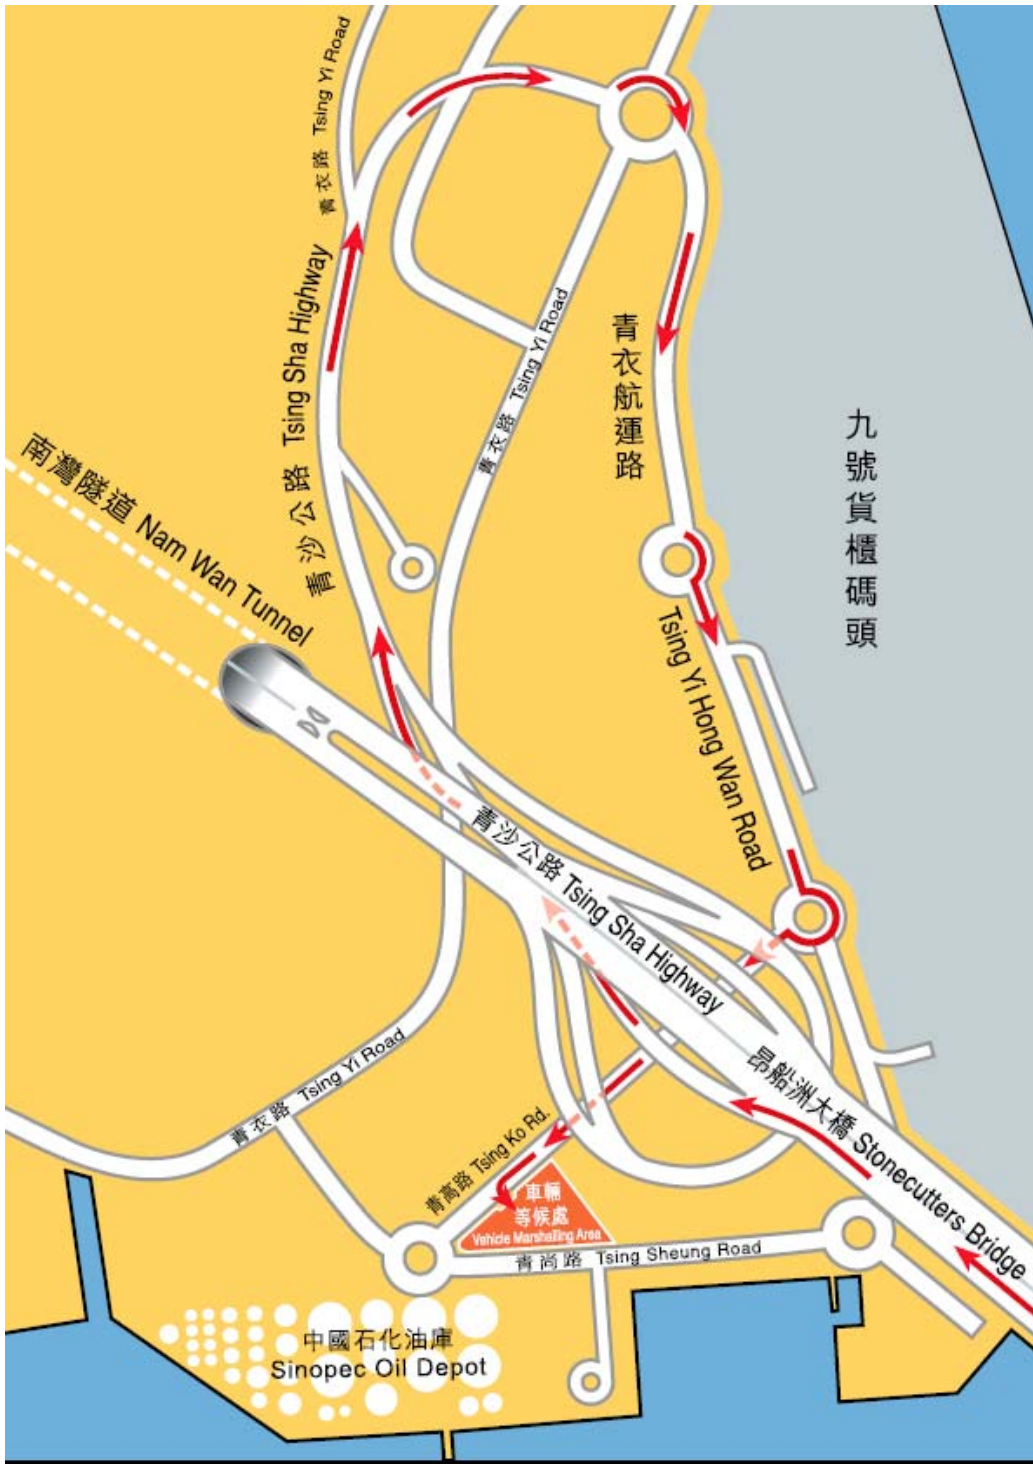 青衣路 Tsing Yi Road
青沙公路 Tsing Sha Highway
青衣路 Tsing Yi Road
青衣航運路
九號貨櫃碼頭
南灣隧道 Nam Wan Tunnel
Tsing Yi Hong Wan Road
青沙公路 Tsing Sha Highway
昂船洲大橋 Stonecutters Bridge
青衣路 Tsing Yi Road
青高路 Tsing Ko Rd.
車輛
等候處
Vehicle Marshalling Area
青尚路 Tsing Sheung Road
中國石化油庫
Sinopec Oil Depot